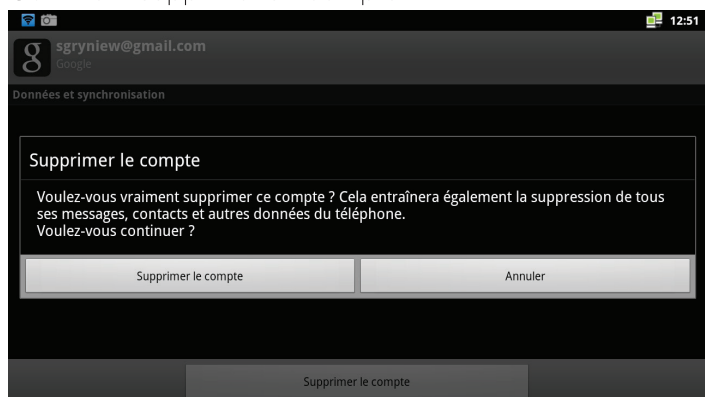 12:51
sgryniew@gmail.com
Google
Données et synchronisation
Supprimer le compte
Voulez-vous vraiment supprimer ce compte ? Cela entraînera également la suppression de tous
ses messages, contacts et autres données du téléphone.
Voulez-vous continuer ?
Supprimer le compte
Annuler
Supprimer le compte